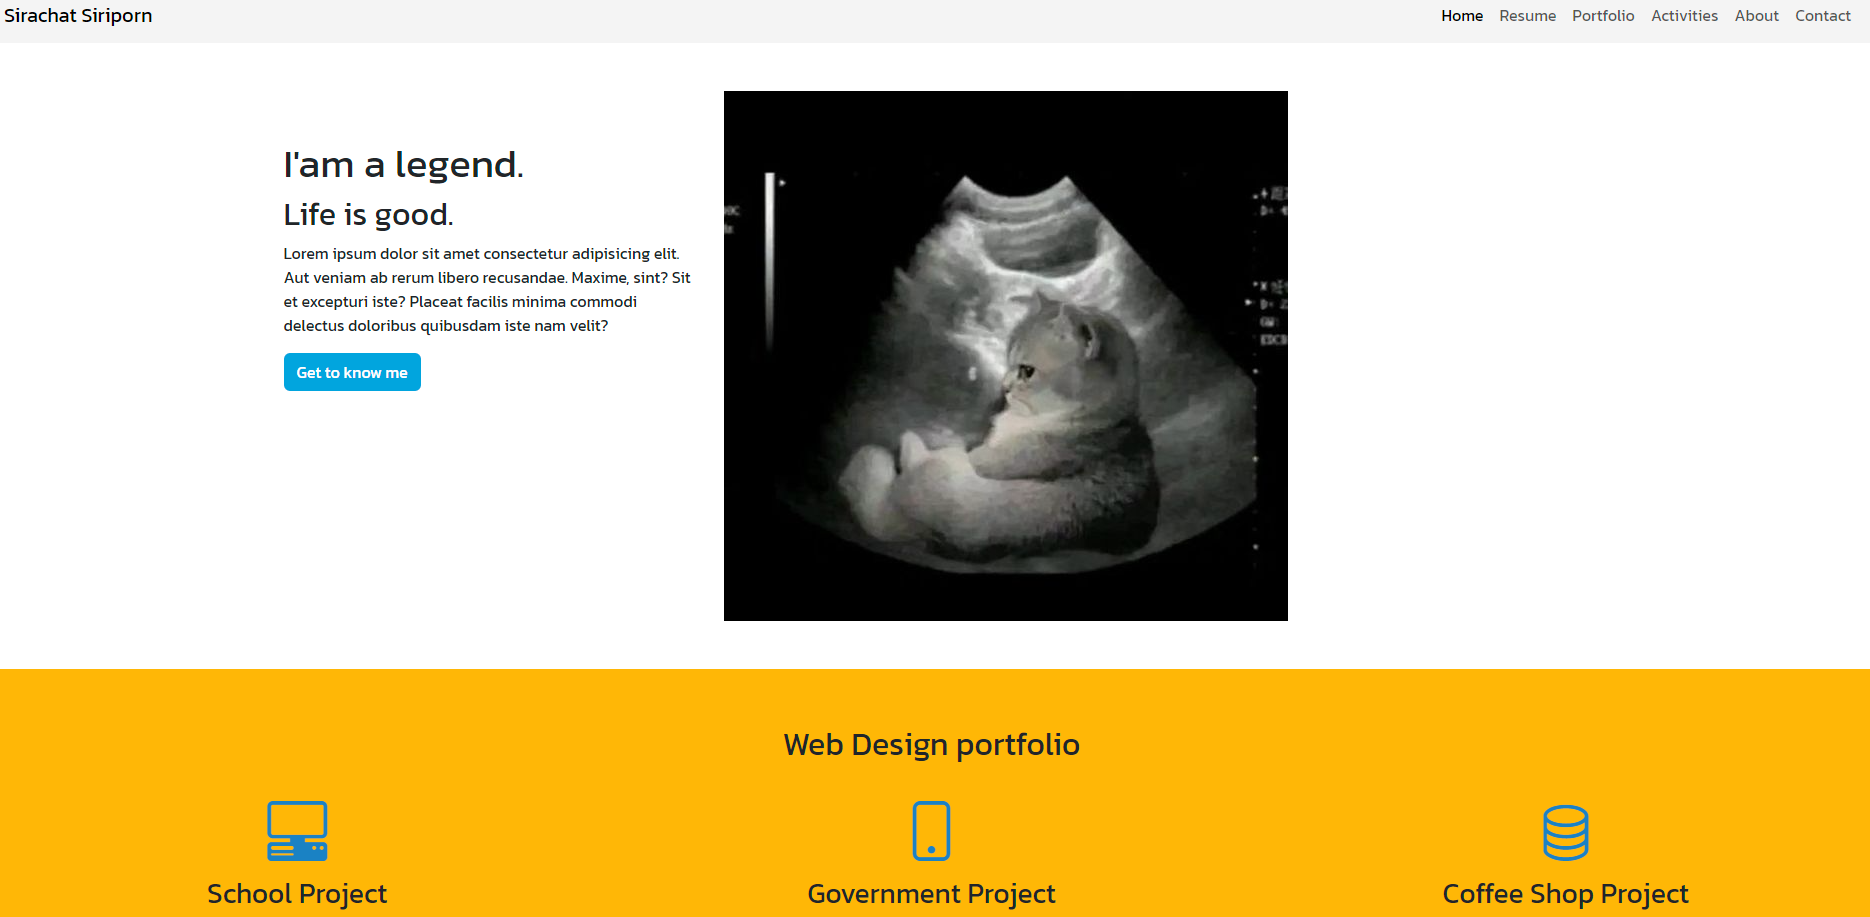 Sirachat Siriporn
Home Resume Portfolio Activities About Contact
I'am a legend.
Life is good.
Lorem ipsum dolor sit amet consectetur adipisicing elit.
Aut veniam ab rerum libero recusandae. Maxime, sint? Sit
et excepturi iste? Placeat facilis minima commodi
delectus doloribus quibusdam iste nam velit?
Get to know me
Web Design portfolio
School Project
Government Project
Coffee Shop Project